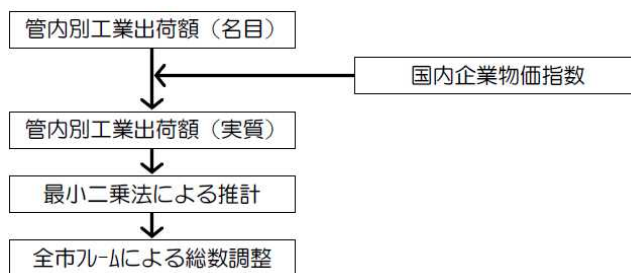 管内別工業出荷額（名目）
国内企業物価指数
管内別工業出荷額（実質）
最小二乗法による推計
全市ﾌﾚｰﾑによる総数調整